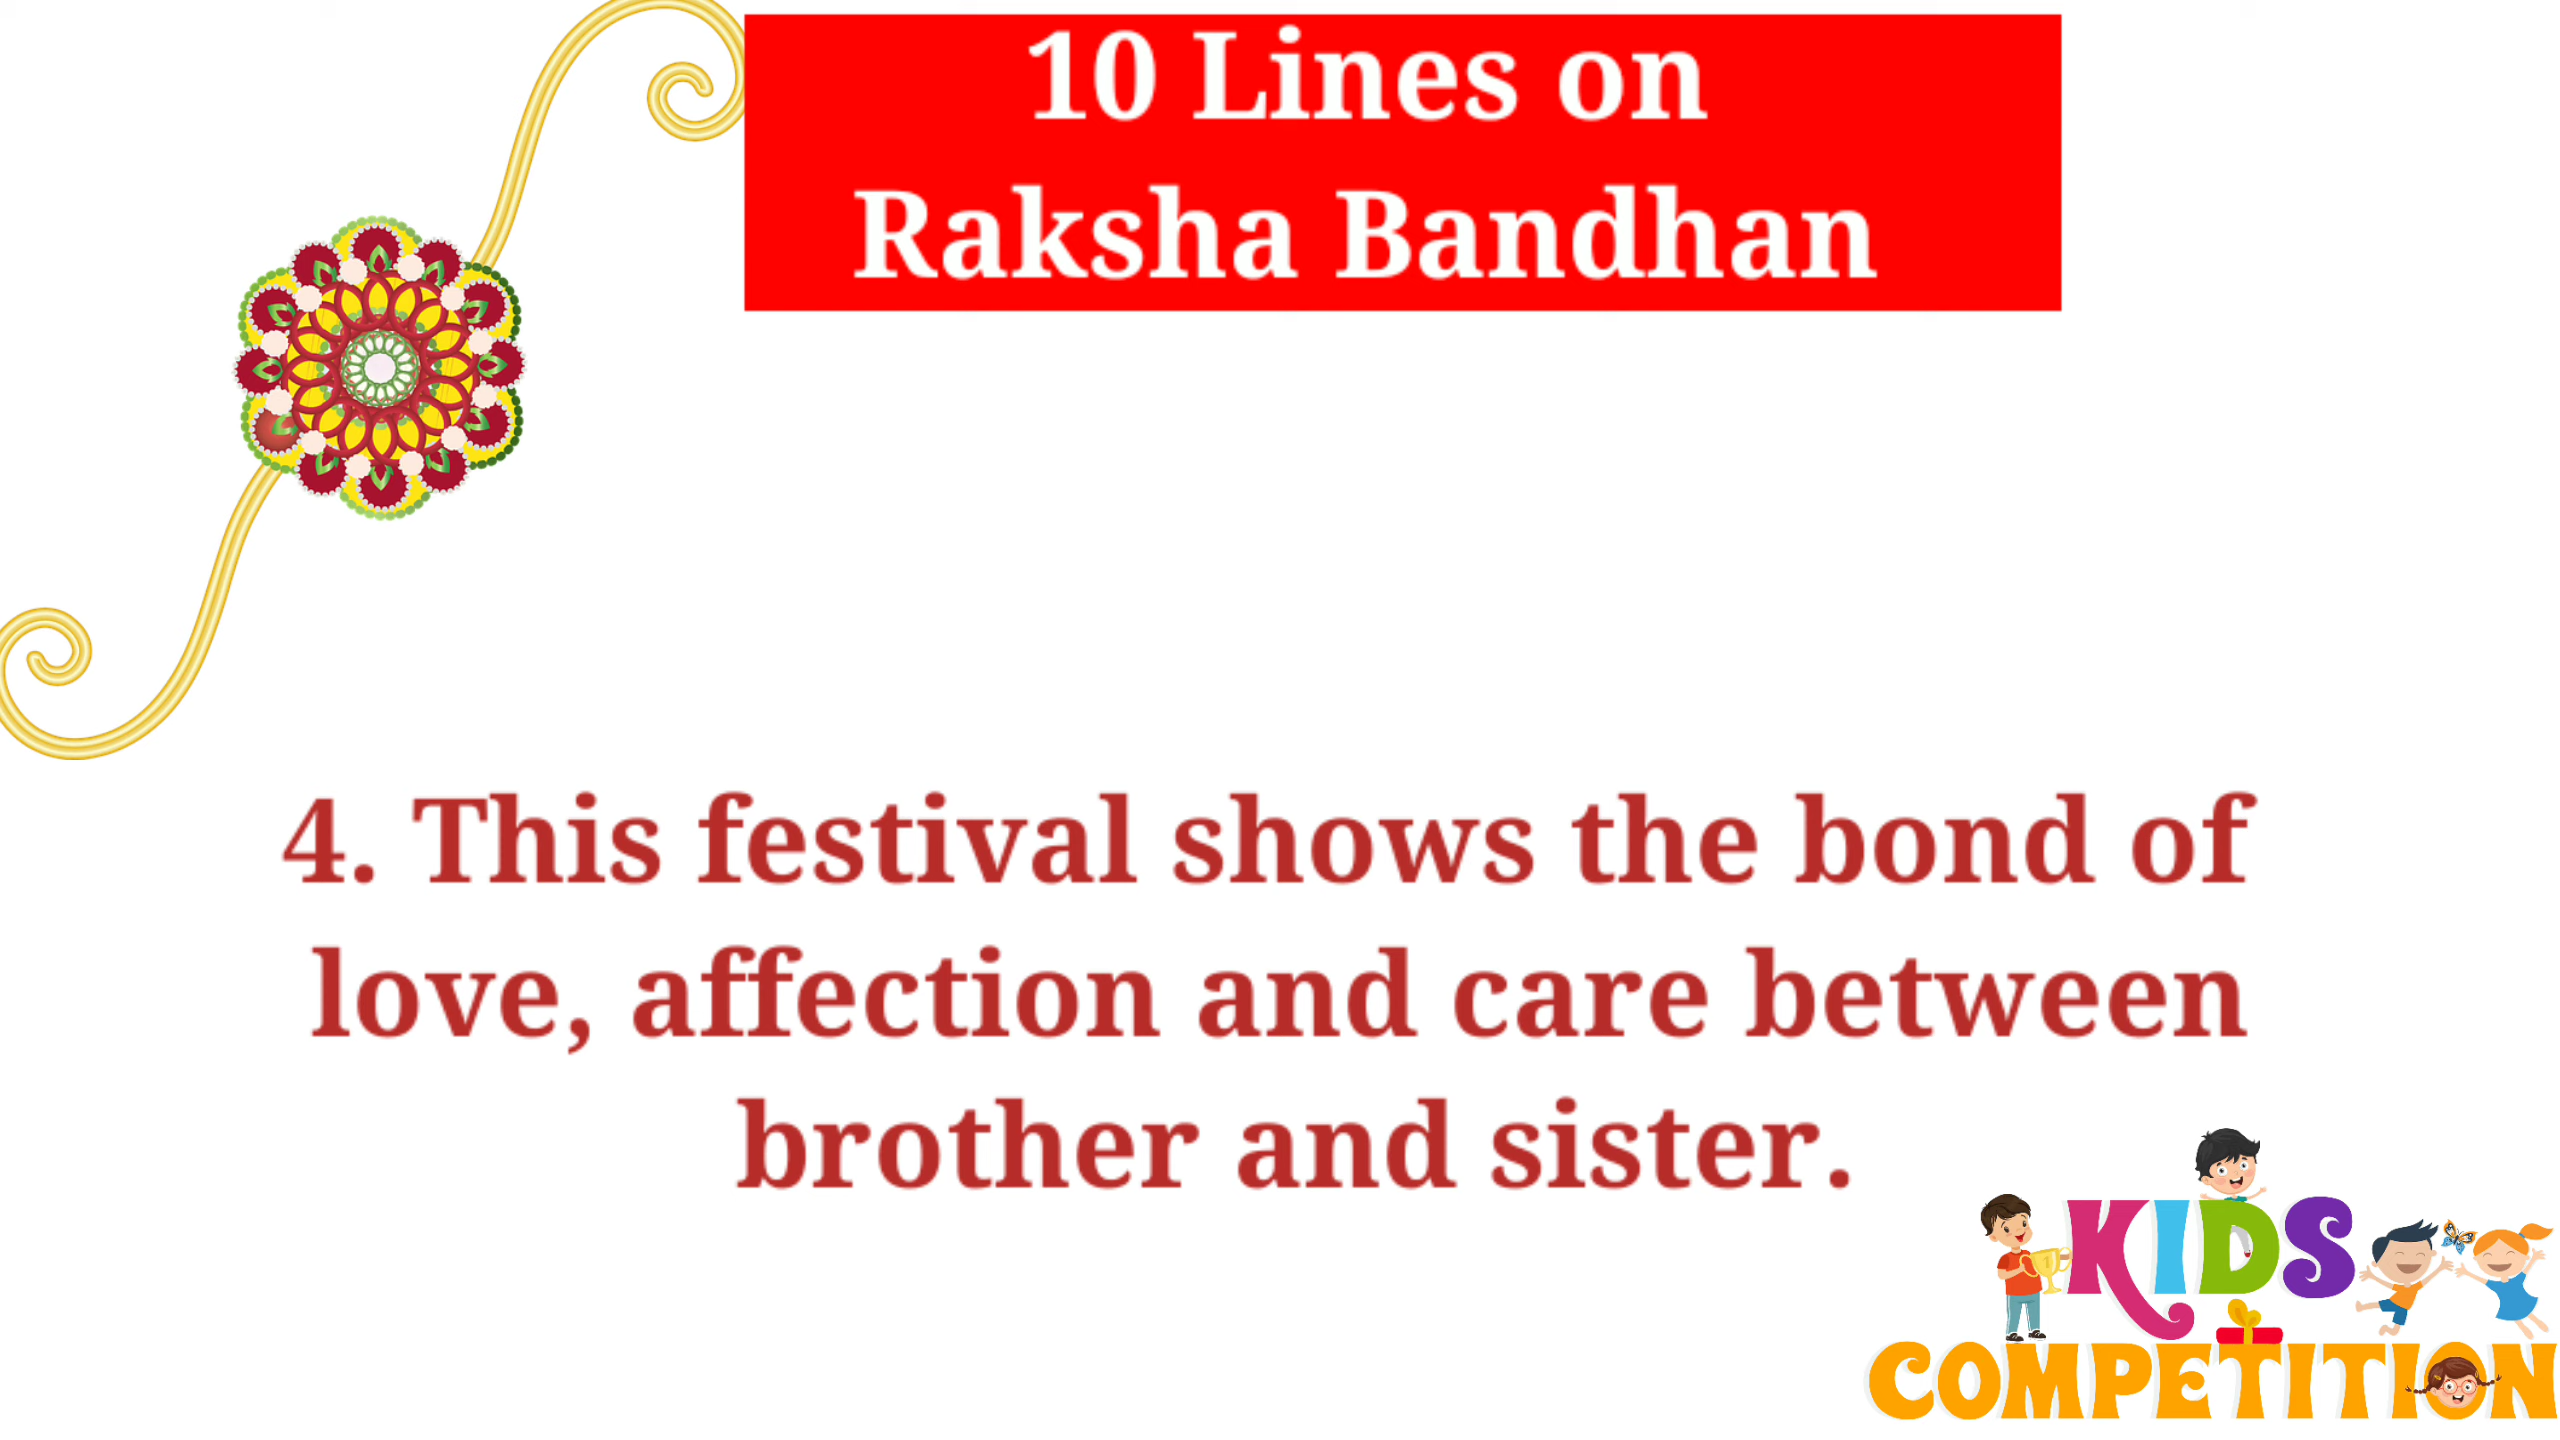 10 Lines on
Raksha Bandhan
4. This festival shows the bond of
love, affection and care between
brother and sister.
KIDS
COMPETITION